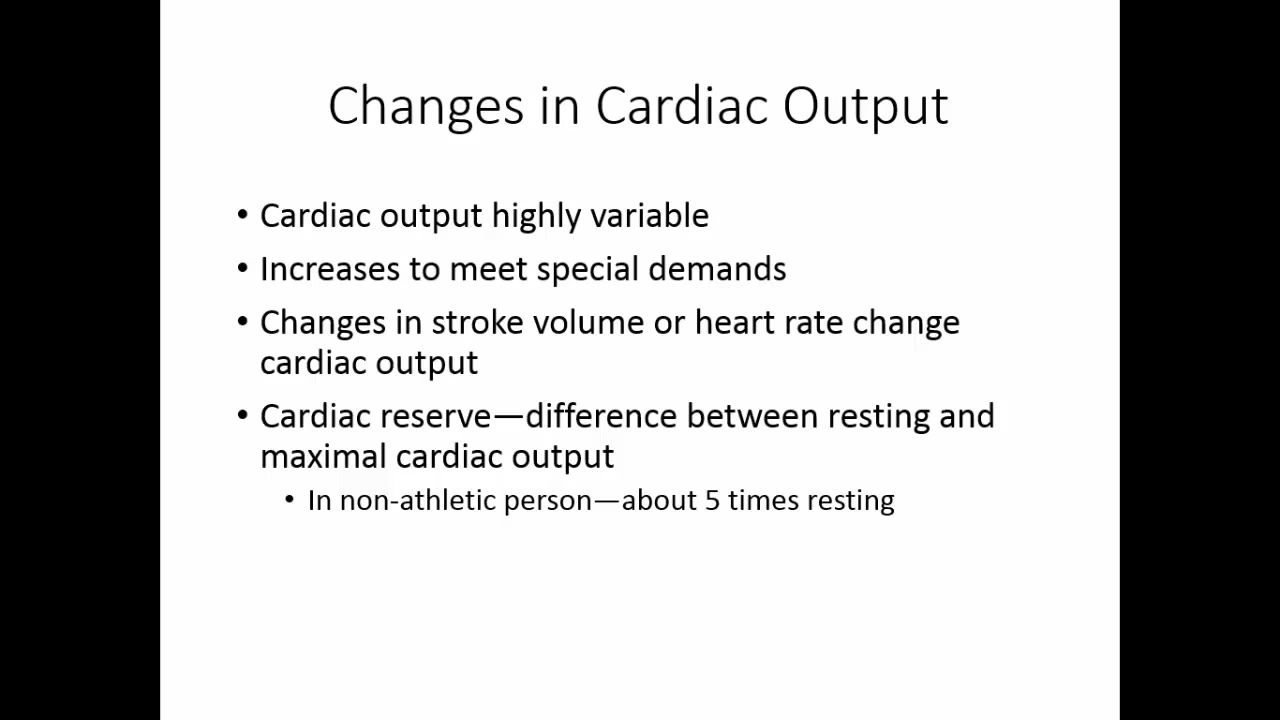 Changes in Cardiac Output
• Cardiac output highly variable
• Increases to meet special demands
• Changes in stroke volume or heart rate change
cardiac output
• Cardiac reserve—difference between resting and
maximal cardiac output
• In non-athletic person—about 5 times resting